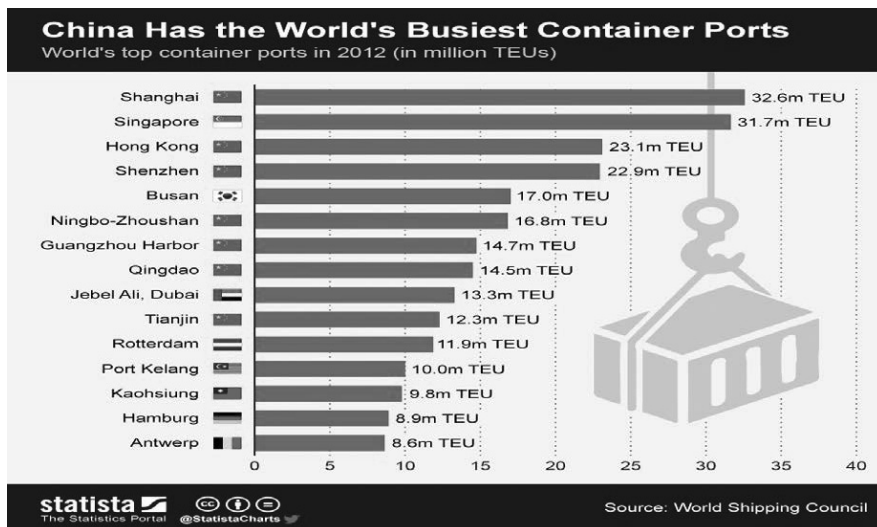 China Has the World's Busiest Container Ports
World's top container ports in 2012 (in million TEUs)
Shanghai 32.6m TEU
Singapore 31.7m TEU
Hong Kong 23.1m TEU
Shenzhen 22.9m TEU
Busan 17.0m TEU
Ningbo-Zhoushan 16.8m TEU
Guangzhou Harbor 14.7m TEU
Qingdao 14.5m TEU
Jebel Ali, Dubai 13.3m TEU
Tianjin 12.3m TEU
Rotterdam 11.9m TEU
Port Kelang 10.0m TEU
Kaohsiung 9.8m TEU
Hamburg 8.9m TEU
Antwerp 8.6m TEU
0 5 10 15 20 25 30 35 40
statista
The Statistics Portal
cc
@StatistaCharts
Source: World Shipping Council